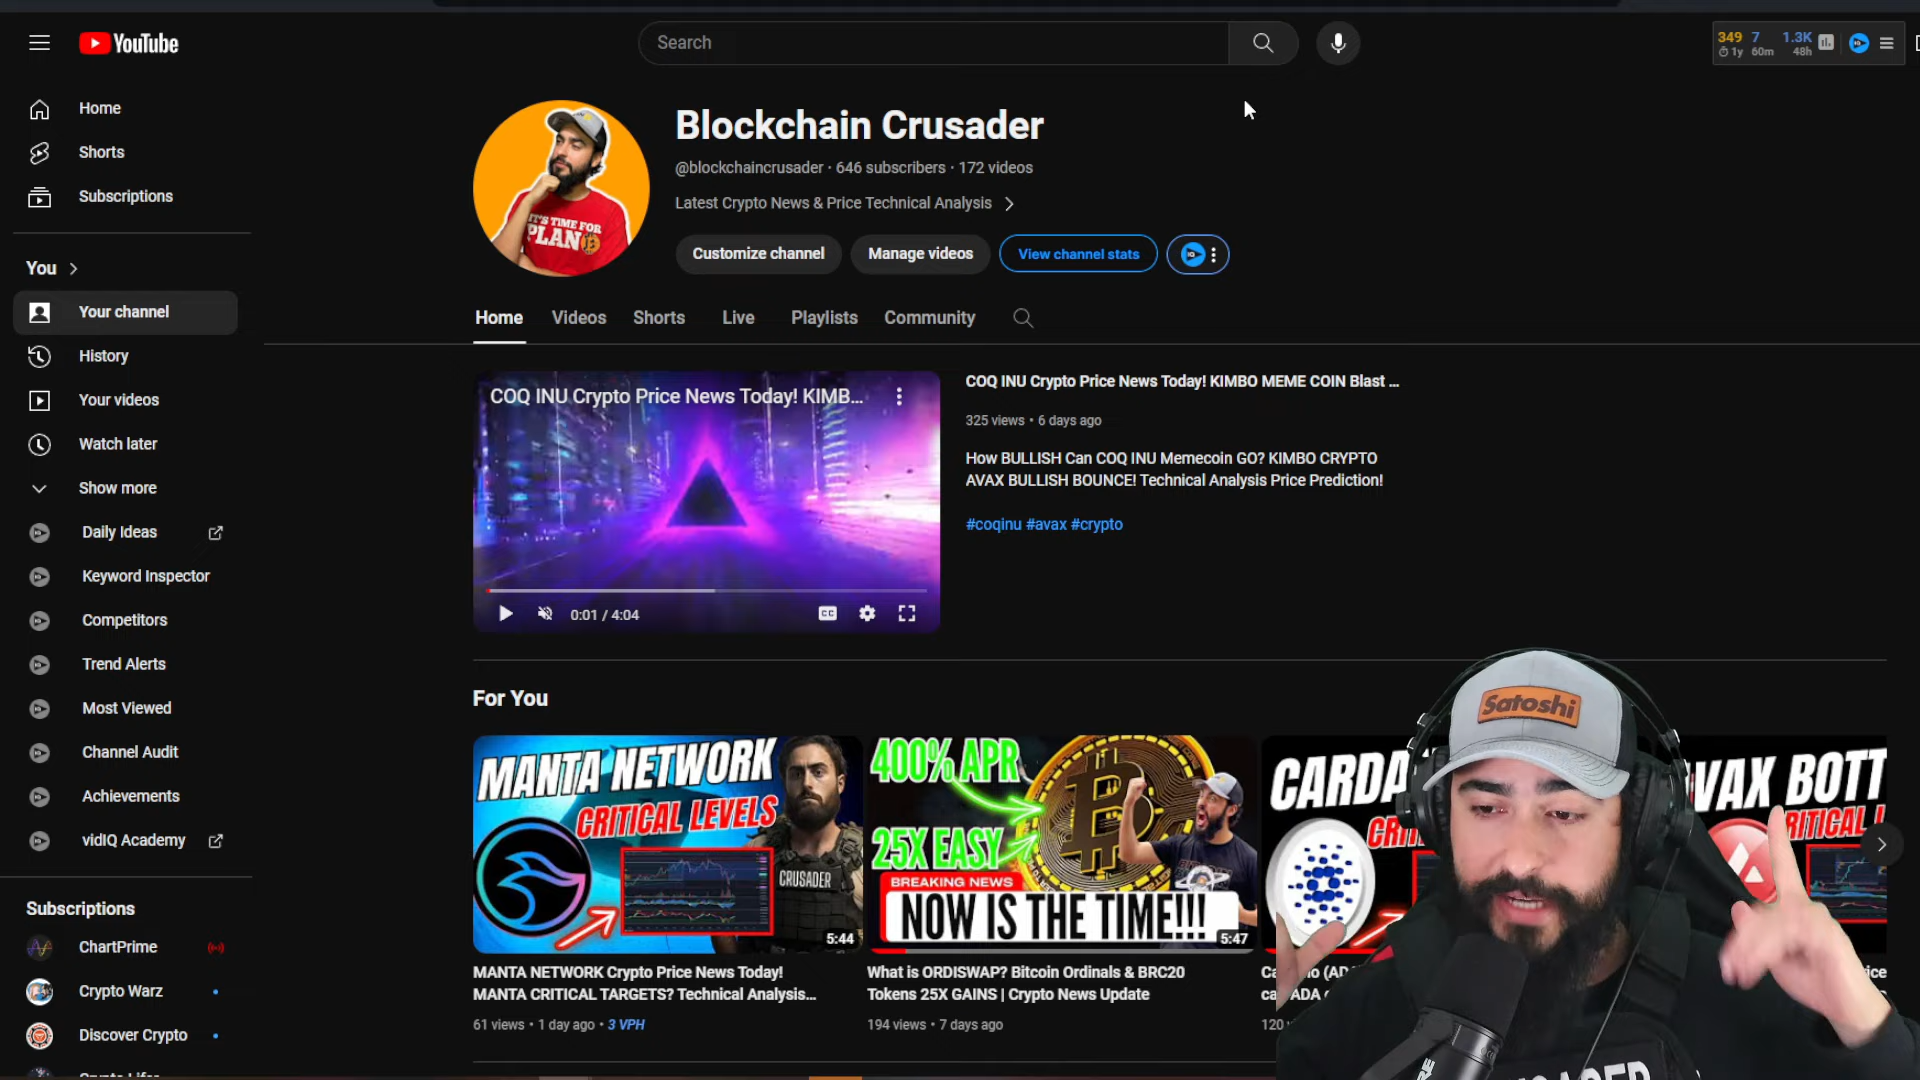 YouTube
Search
349 7 1.3K
1y 60m 48h
Home
Shorts
Subscriptions
You
Your channel
History
Your videos
Watch later
Show more
Daily Ideas
Keyword Inspector
Competitors
Trend Alerts
Most Viewed
Channel Audit
Achievements
vidIQ Academy
Subscriptions
ChartPrime
Crypto Warz
Discover Crypto
IT'S TIME FOR
PLAN B
Blockchain Crusader
@blockchaincrusader · 646 subscribers · 172 videos
Latest Crypto News & Price Technical Analysis
Customize channel
Manage videos
View channel stats
Home
Videos
Shorts
Live
Playlists
Community
COQ INU Crypto Price News Today! KIMB...
0:01 / 4:04
CC
COQ INU Crypto Price News Today! KIMBO MEME COIN Blast ...
325 views · 6 days ago
How BULLISH Can COQ INU Memecoin GO? KIMBO CRYPTO
AVAX BULLISH BOUNCE! Technical Analysis Price Prediction!
#coqinu #avax #crypto
For You
MANTA NETWORK
CRITICAL LEVELS
CRUSADER
5:44
MANTA NETWORK Crypto Price News Today!
MANTA CRITICAL TARGETS? Technical Analysis...
61 views · 1 day ago · 3 VPH
400% APR
25X EASY
BREAKING NEWS
NOW IS THE TIME!!!
5:47
What is ORDISWAP? Bitcoin Ordinals & BRC20
Tokens 25X GAINS | Crypto News Update
194 views · 7 days ago
Satoshi